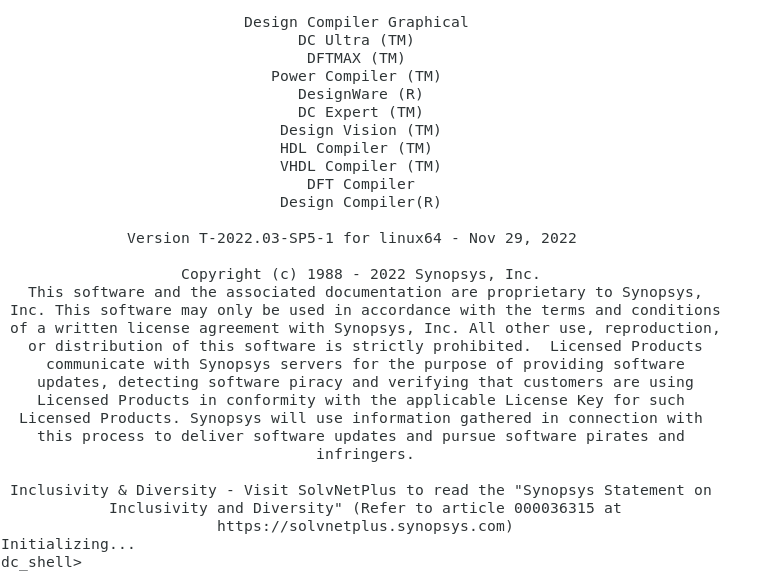 Design Compiler Graphical
DC Ultra (TM)
DFTMAX (TM)
Power Compiler (TM)
DesignWare (R)
DC Expert (TM)
Design Vision (TM)
HDL Compiler (TM)
VHDL Compiler (TM)
DFT Compiler
Design Compiler(R)
Version T-2022.03-SP5-1 for linux64 - Nov 29, 2022
Copyright (c) 1988 - 2022 Synopsys, Inc.
This software and the associated documentation are proprietary to Synopsys,
Inc. This software may only be used in accordance with the terms and conditions
of a written license agreement with Synopsys, Inc. All other use, reproduction,
or distribution of this software is strictly prohibited.  Licensed Products
communicate with Synopsys servers for the purpose of providing software
updates, detecting software piracy and verifying that customers are using
Licensed Products in conformity with the applicable License Key for such
Licensed Products. Synopsys will use information gathered in connection with
this process to deliver software updates and pursue software pirates and
infringers.
Inclusivity & Diversity - Visit SolvNetPlus to read the "Synopsys Statement on
Inclusivity and Diversity" (Refer to article 000036315 at
https://solvnetplus.synopsys.com)
Initializing...
dc_shell>